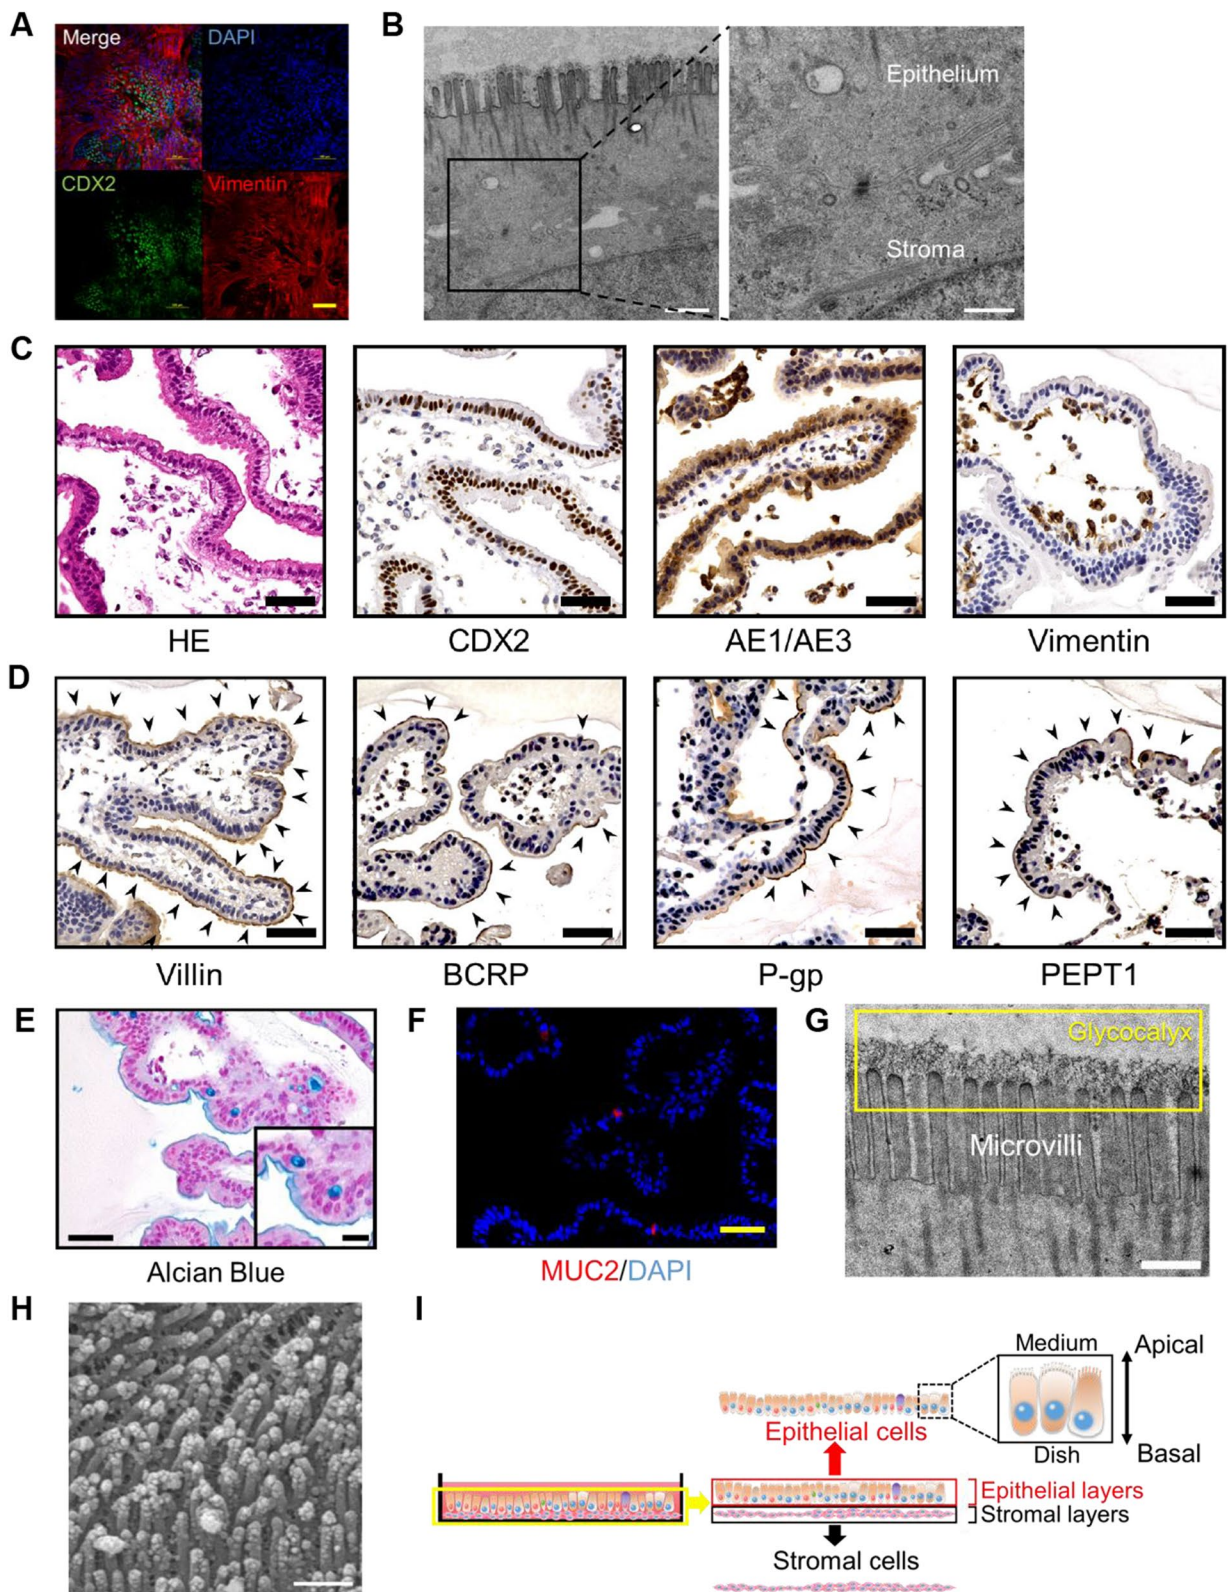 A
Merge
DAPI
CDX2
Vimentin
B
Epithelium
Stroma
C
HE
CDX2
AE1/AE3
Vimentin
D
Villin
BCRP
P-gp
PEPT1
E
Alcian Blue
F
MUC2/DAPI
G
Glycocalyx
Microvilli
H
I
Medium
Apical
Dish
Basal
Epithelial cells
Epithelial layers
Stromal layers
Stromal cells